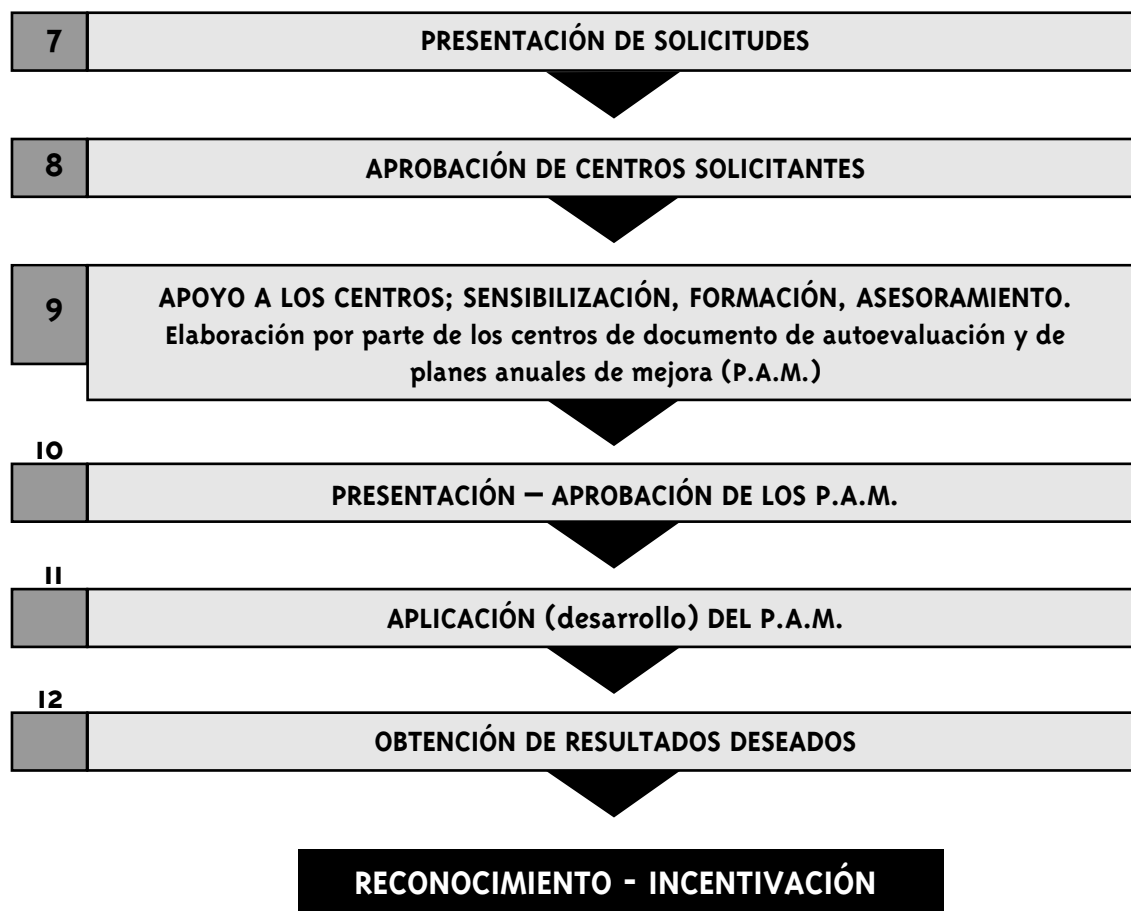 7 PRESENTACIÓN DE SOLICITUDES
8 APROBACIÓN DE CENTROS SOLICITANTES
9 APOYO A LOS CENTROS; SENSIBILIZACIÓN, FORMACIÓN, ASESORAMIENTO.
Elaboración por parte de los centros de documento de autoevaluación y de
planes anuales de mejora (P.A.M.)
10
PRESENTACIÓN – APROBACIÓN DE LOS P.A.M.
11
APLICACIÓN (desarrollo) DEL P.A.M.
12
OBTENCIÓN DE RESULTADOS DESEADOS
RECONOCIMIENTO - INCENTIVACIÓN